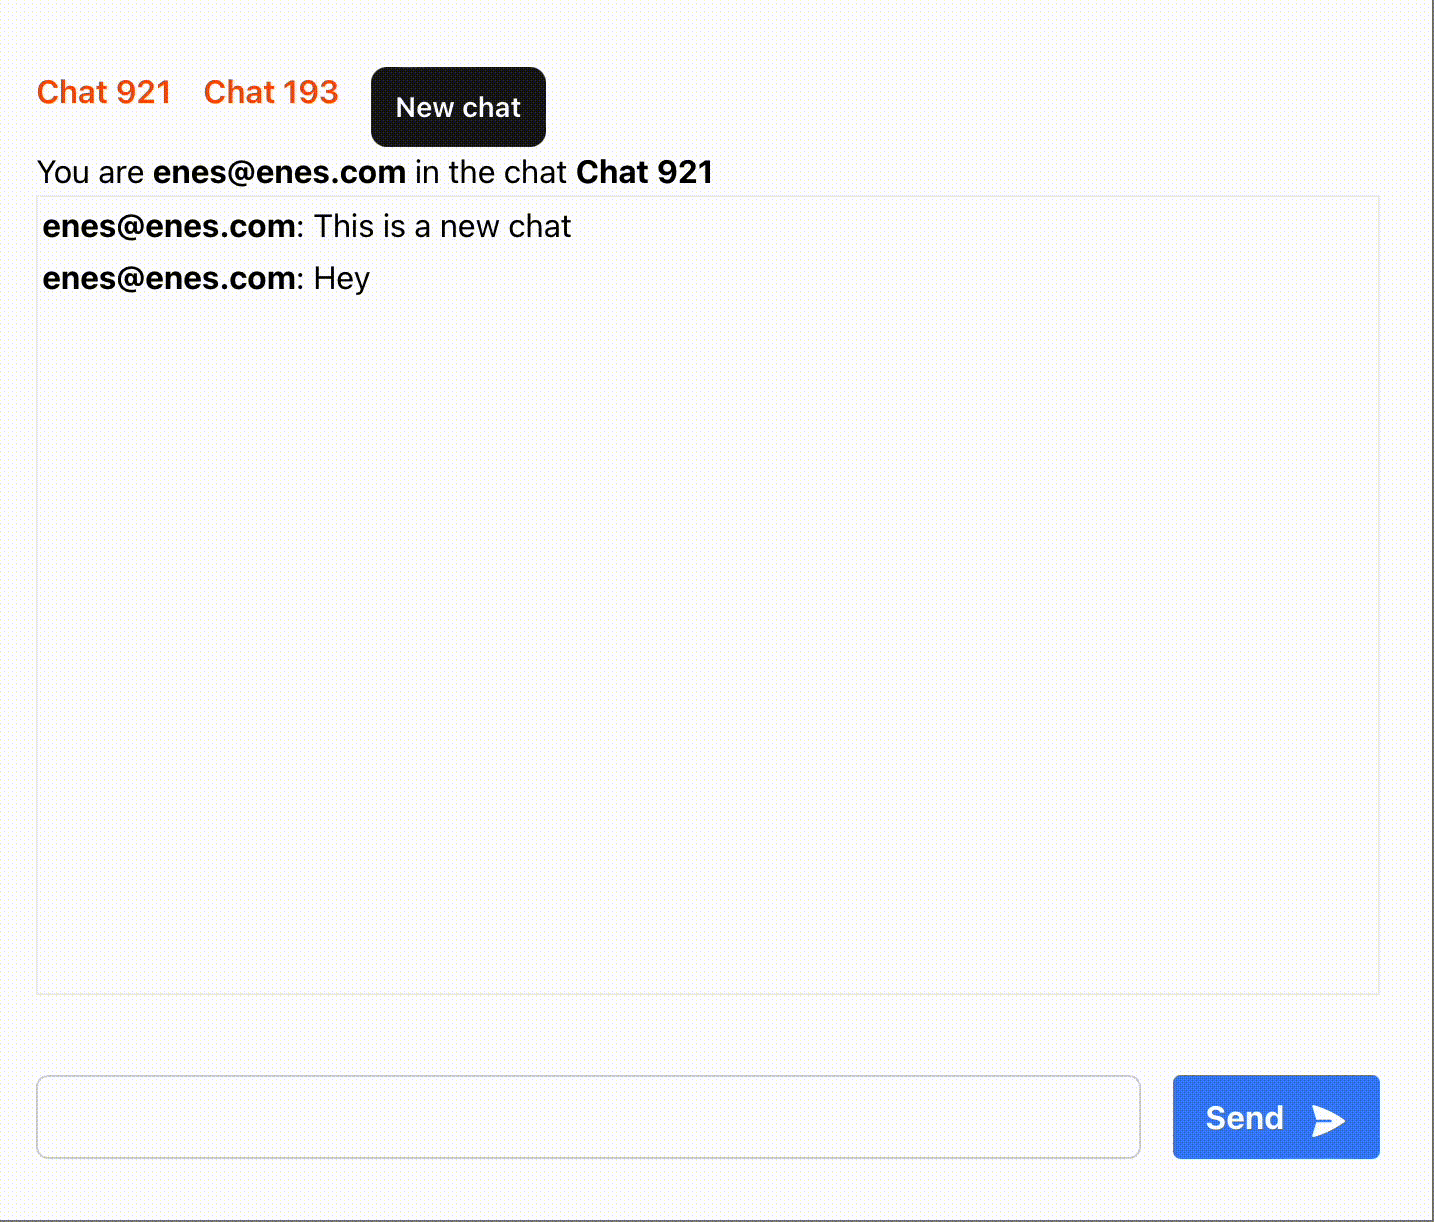 Chat 921 Chat 193 New chat
You are enes@enes.com in the chat Chat 921
enes@enes.com: This is a new chat
enes@enes.com: Hey
Send